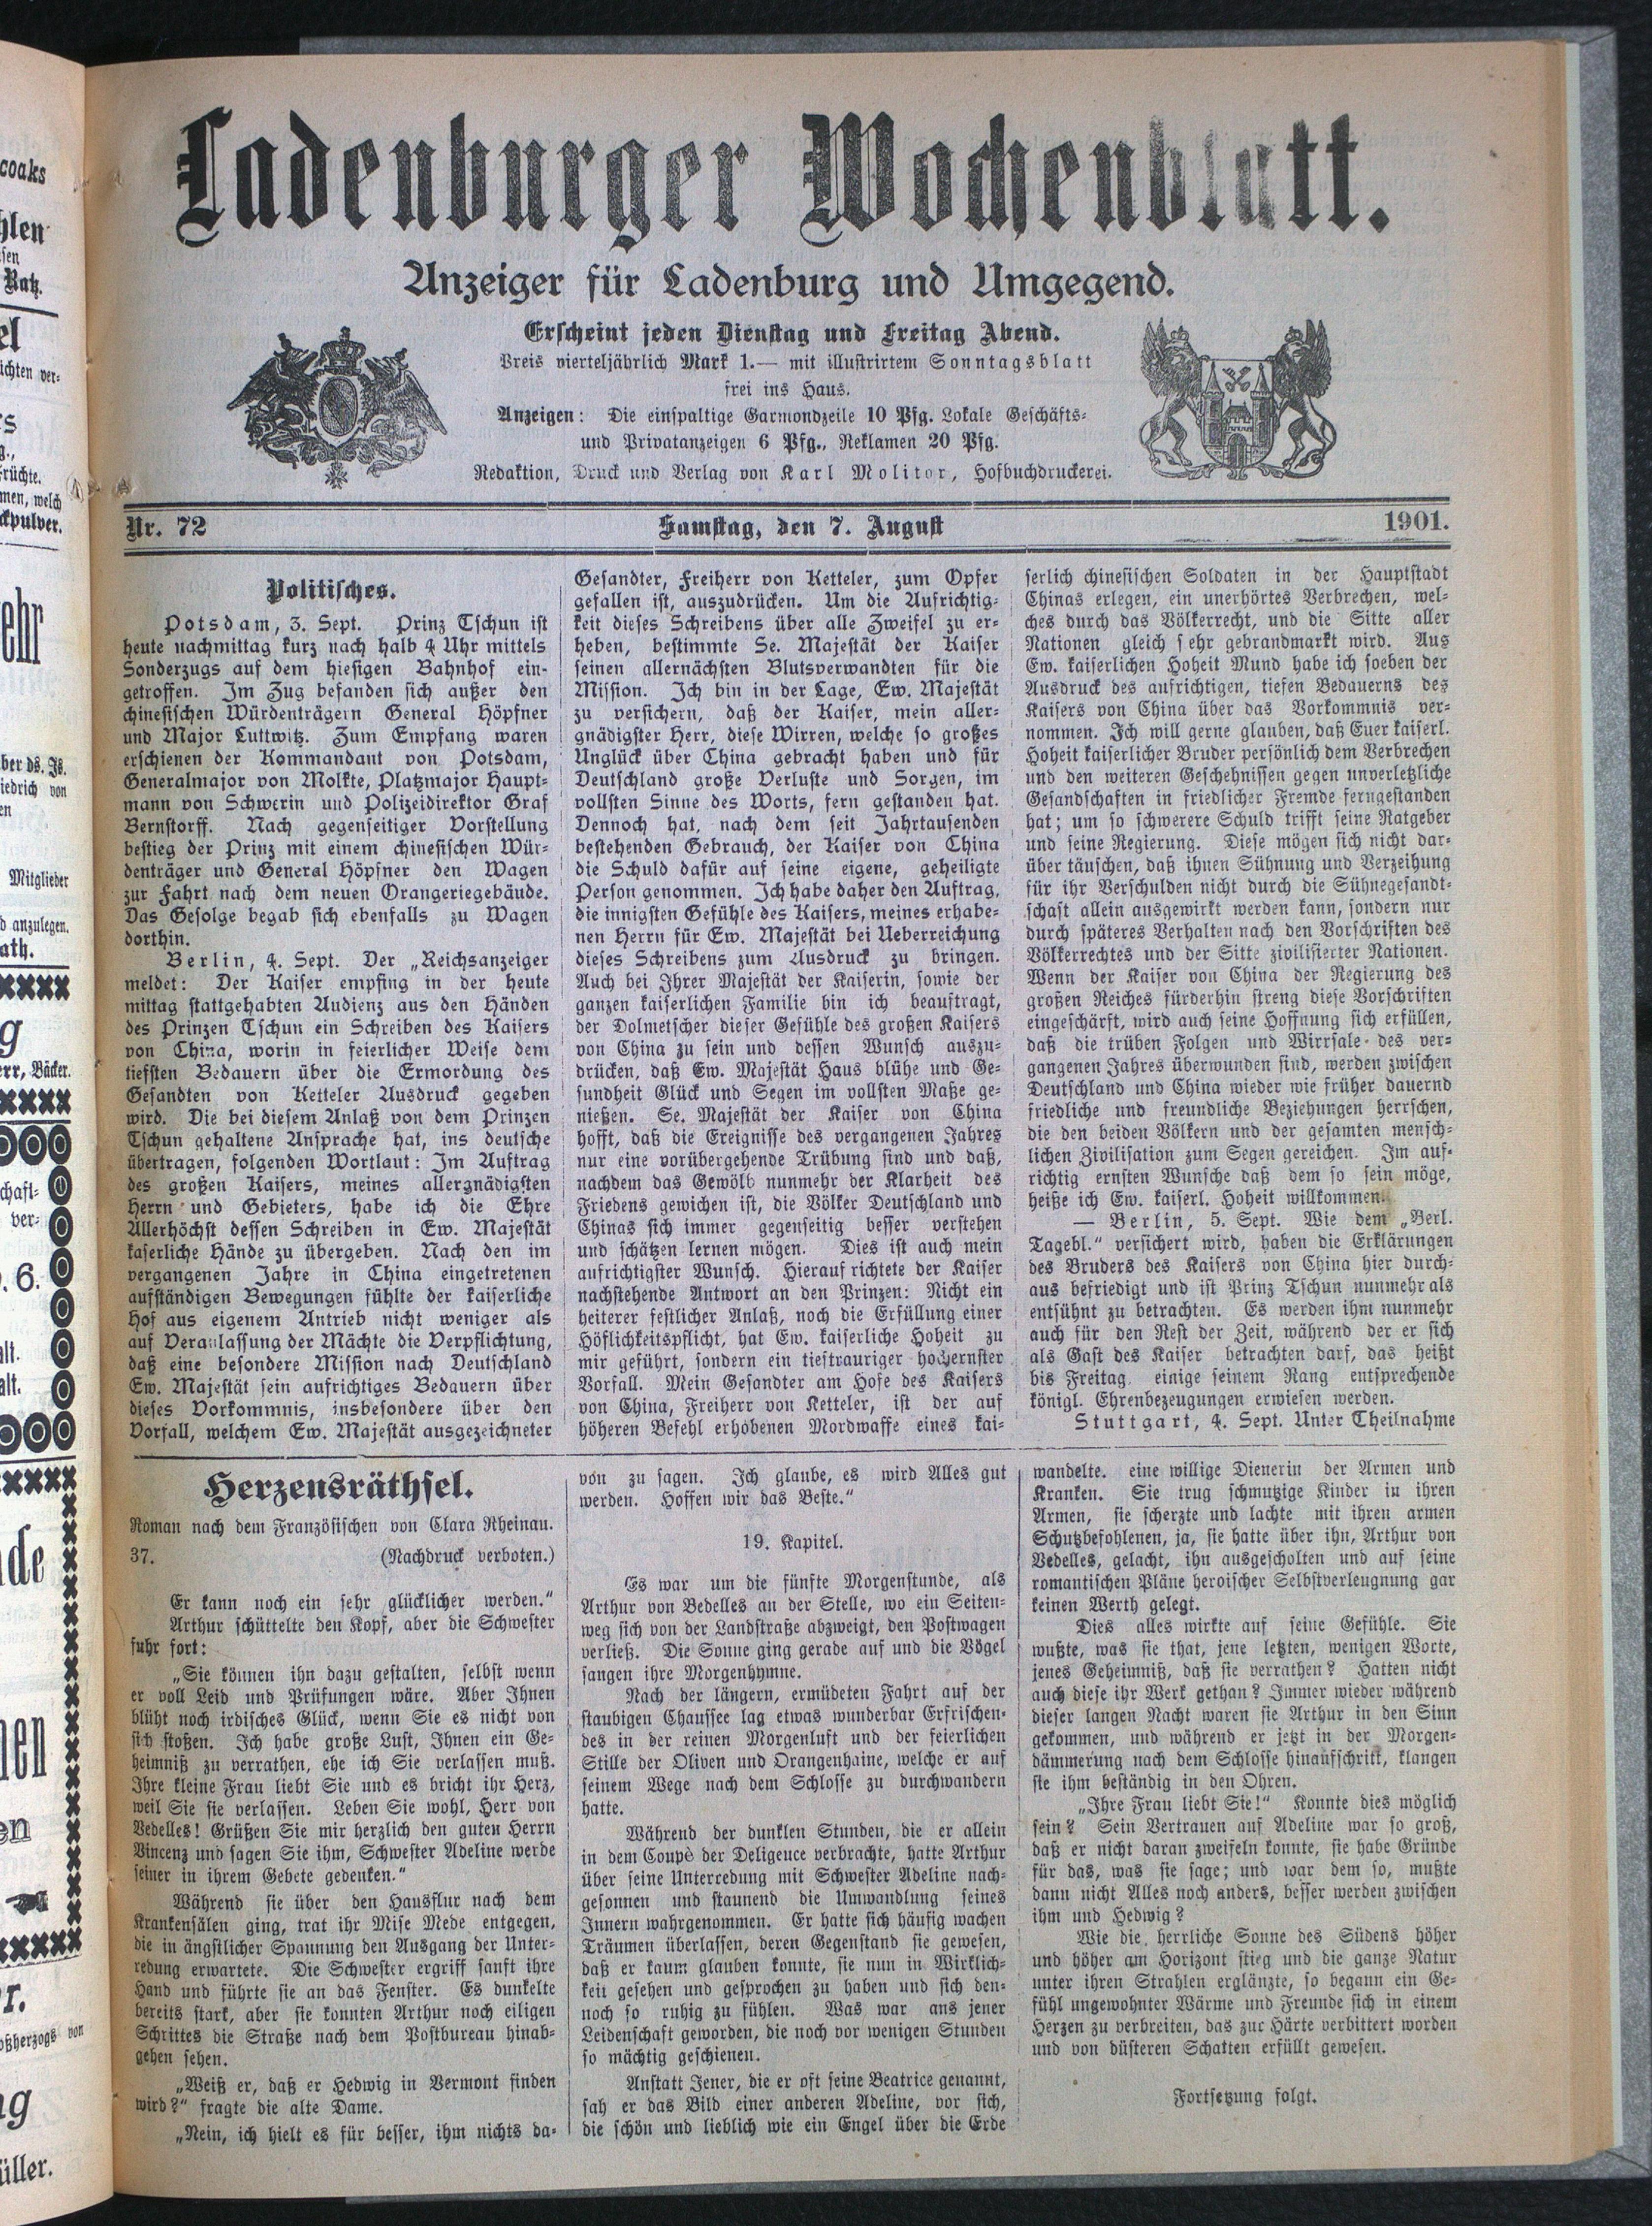 Ladenburger Wochenblatt.
Anzeiger für Ladenburg und Umgegend.
Erscheint jeden Dienstag und Freitag Abend.
Preis vierteljährlich Mark 1.— mit illustrirtem Sonntagsblatt
frei ins Haus.
Anzeigen: Die einspaltige Garmondzeile 10 Pfg. Lokale Geschäfts-
und Privatanzeigen 6 Pfg., Reklamen 20 Pfg.
Redaktion, Druck und Verlag von Karl Molitor, Hofbuchdruckerei.
Nr. 72
Samstag, den 7. August
1901.
Politisches.
Potsdam, 3. Sept. Prinz Tschun ist
heute nachmittag kurz nach halb 4 Uhr mittels
Sonderzugs auf dem hiesigen Bahnhof ein-
getroffen. Im Zug befanden sich außer den
chinesischen Würdenträgern General Höpfner
und Major Luttwitz. Zum Empfang waren
erschienen der Kommandant von Potsdam,
Generalmajor von Molkte, Platzmajor Haupt-
mann von Schwerin und Polizeidirektor Graf
Bernstorff. Nach gegenseitiger Vorstellung
bestieg der Prinz mit einem chinesischen Wür-
denträger und General Höpfner den Wagen
zur Fahrt nach dem neuen Orangeriegebäude.
Das Gefolge begab sich ebenfalls zu Wagen
dorthin.
Berlin, 4. Sept. Der „Reichsanzeiger
meldet: Der Kaiser empfing in der heute
mittag stattgehabten Audienz aus den Händen
des Prinzen Tschun ein Schreiben des Kaisers
von China, worin in feierlicher Weise dem
tiefsten Bedauern über die Ermordung des
Gesandten von Ketteler Ausdruck gegeben
wird. Die bei diesem Anlaß von dem Prinzen
Tschun gehaltene Ansprache hat, ins deutsche
übertragen, folgenden Wortlaut: Im Auftrag
des großen Kaisers, meines allergnädigsten
Herrn und Gebieters, habe ich die Ehre
Allerhöchst dessen Schreiben in Ew. Majestät
kaserliche Hände zu übergeben. Nach den im
vergangenen Jahre in China eingetretenen
aufständigen Bewegungen fühlte der kaiserliche
Hof aus eigenem Antrieb nicht weniger als
auf Veranlassung der Mächte die Verpflichtung,
daß eine besondere Mission nach Deutschland
Ew. Majestät sein aufrichtiges Bedauern über
dieses Vorkommnis, insbesondere über den
Vorfall, welchem Ew. Majestät ausgezeichneter
Gesandter, Freiherr von Ketteler, zum Opfer
gefallen ist, auszudrücken. Um die Aufrichtig-
keit dieses Schreibens über alle Zweifel zu er-
heben, bestimmte Se. Majestät der Kaiser
seinen allernächsten Blutsverwandten für die
Mission. Ich bin in der Lage, Ew. Majestät
zu versichern, daß der Kaiser, mein aller-
gnädigster Herr, diese Wirren, welche so großes
Unglück über China gebracht haben und für
Deutschland große Verluste und Sorgen, im
vollsten Sinne des Worts, fern gestanden hat.
Dennoch hat, nach dem seit Jahrtausenden
bestehenden Gebrauch, der Kaiser von China
die Schuld dafür auf seine eigene, geheiligte
Person genommen. Ich habe daher den Auftrag,
die innigsten Gefühle des Kaisers, meines erhabe-
nen Herrn für Ew. Majestät bei Ueberreichung
dieses Schreibens zum Ausdruck zu bringen.
Auch bei Ihrer Majestät der Kaiserin, sowie der
ganzen kaiserlichen Familie bin ich beauftragt,
der Dolmetscher dieser Gefühle des großen Kaisers
von China zu sein und dessen Wunsch auszu-
drücken, daß Ew. Majestät Haus blühe und Ge-
sundheit Glück und Segen im vollsten Maße ge-
nießen. Se. Majestät der Kaiser von China
hofft, daß die Ereignisse des vergangenen Jahres
nur eine vorübergehende Trübung sind und daß,
nachdem das Gewölb nunmehr der Klarheit des
Friedens gewichen ist, die Völker Deutschland und
Chinas sich immer gegenseitig besser verstehen
und schätzen lernen mögen. Dies ist auch mein
aufrichtigster Wunsch. Hierauf richtete der Kaiser
nachstehende Antwort an den Prinzen: Nicht ein
heiterer festlicher Anlaß, noch die Erfüllung einer
Höflichkeitspflicht, hat Ew. kaiserliche Hoheit zu
mir geführt, sondern ein tieftrauriger hochernster
Vorfall. Mein Gesandter am Hofe des Kaisers
von China, Freiherr von Ketteler, ist der auf
höheren Befehl erhobenen Mordwaffe eines kai-
serlich chinesischen Soldaten in der Hauptstadt
Chinas erlegen, ein unerhörtes Verbrechen, wel-
ches durch das Völkerrecht, und die Sitte aller
Nationen gleich sehr gebrandmarkt wird. Aus
Ew. kaiserlichen Hoheit Mund habe ich soeben der
Ausdruck des aufrichtigen, tiefen Bedauerns des
Kaisers von China über das Vorkommnis ver-
nommen. Ich will gerne glauben, daß Euer kaiserl.
Hoheit kaiserlicher Bruder persönlich dem Verbrechen
und den weiteren Geschehnissen gegen unverletzliche
Gesandschaften in friedlicher Fremde ferngestanden
hat; um so schwerere Schuld trifft seine Ratgeber
und seine Regierung. Diese mögen sich nicht dar-
über täuschen, daß ihnen Sühnung und Verzeihung
für ihr Verschulden nicht durch die Sühnegesandt-
schaft allein ausgewirkt werden kann, sondern nur
durch späteres Verhalten nach den Vorschriften des
Völkerrechtes und der Sitte zivilisierter Nationen.
Wenn der Kaiser von China der Regierung des
großen Reiches fürderhin streng diese Vorschriften
eingeschärft, wird auch seine Hoffnung sich erfüllen,
daß die trüben Folgen und Wirrsale des ver-
gangenen Jahres überwunden sind, werden zwischen
Deutschland und China wieder wie früher dauernd
friedliche und freundliche Beziehungen herrschen,
die den beiden Völkern und der gesamten mensch-
lichen Zivilisation zum Segen gereichen. Im auf-
richtig ernsten Wunsche daß dem so sein möge,
heiße ich Ew. kaiserl. Hoheit willkommen.
— Berlin, 5. Sept. Wie dem „Berl.
Tagebl.“ versichert wird, haben die Erklärungen
des Bruders des Kaisers von China hier durch-
aus befriedigt und ist Prinz Tschun nunmehr als
entsühnt zu betrachten. Es werden ihm nunmehr
auch für den Rest der Zeit, während der er sich
als Gast des Kaiser betrachten darf, das heißt
bis Freitag einige seinem Rang entsprechende
königl. Ehrenbezeugungen erwiesen werden.
Stuttgart, 4. Sept. Unter Theilnahme
Herzensräthsel.
Roman nach dem Französischen von Clara Rheinau.
37. (Nachdruck verboten.)
Er kann noch ein sehr glücklicher werden.“
Arthur schüttelte den Kopf, aber die Schwester
fuhr fort:
„Sie können ihn dazu gestalten, selbst wenn
er voll Leid und Prüfungen wäre. Aber Ihnen
blüht noch irdisches Glück, wenn Sie es nicht von
sich stoßen. Ich habe große Lust, Ihnen ein Ge-
heimniß zu verrathen, ehe ich Sie verlassen muß.
Ihre kleine Frau liebt Sie und es bricht ihr Herz,
weil Sie sie verlassen. Leben Sie wohl, Herr von
Vedelles! Grüßen Sie mir herzlich den guten Herrn
Vincenz und sagen Sie ihm, Schwester Adeline werde
seiner in ihrem Gebete gedenken.“
Während sie über den Hausflur nach dem
Krankensälen ging, trat ihr Mise Mede entgegen,
die in ängstlicher Spannung den Ausgang der Unter-
redung erwartete. Die Schwester ergriff sanft ihre
Hand und führte sie an das Fenster. Es dunkelte
bereits stark, aber sie konnten Arthur noch eiligen
Schrittes die Straße nach dem Postbureau hinab-
gehen sehen.
„Weiß er, daß er Hedwig in Vermont finden
wird?“ fragte die alte Dame.
„Nein, ich hielt es für besser, ihm nichts da-
von zu sagen. Ich glaube, es wird Alles gut
werden. Hoffen wir das Beste.“
19. Kapitel.
Es war um die fünfte Morgenstunde, als
Arthur von Bedelles an der Stelle, wo ein Seiten-
weg sich von der Landstraße abzweigt, den Postwagen
verließ. Die Sonne ging gerade auf und die Vögel
sangen ihre Morgenhymne.
Nach der längern, ermüdeten Fahrt auf der
staubigen Chaussee lag etwas wunderbar Erfrischen-
des in der reinen Morgenluft und der feierlichen
Stille der Oliven und Orangenhaine, welche er auf
seinem Wege nach dem Schlosse zu durchwandern
hatte.
Während der dunklen Stunden, die er allein
in dem Coupè der Deligence verbrachte, hatte Arthur
über seine Unterredung mit Schwester Adeline nach-
gesonnen und staunend die Umwandlung seines
Innern wahrgenommen. Er hatte sich häufig wachen
Träumen überlassen, deren Gegenstand sie gewesen,
daß er kaum glauben konnte, sie nun in Wirklich-
keit gesehen und gesprochen zu haben und sich den-
noch so ruhig zu fühlen. Was war ans jener
Leidenschaft geworden, die noch vor wenigen Stunden
so mächtig geschienen.
Anstatt Jener, die er oft seine Beatrice genannt,
sah er das Bild einer anderen Adeline, vor sich,
die schön und lieblich wie ein Engel über die Erde
wandelte. eine willige Dienerin der Armen und
Kranken. Sie trug schmutzige Kinder in ihren
Armen, sie scherzte und lachte mit ihren armen
Schutzbefohlenen, ja, sie hatte über ihn, Arthur von
Vedelles, gelacht, ihn ausgescholten und auf seine
romantischen Pläne heroischer Selbstverleugnung gar
keinen Werth gelegt.
Dies alles wirkte auf seine Gefühle. Sie
wußte, was sie that, jene letzten, wenigen Worte,
jenes Geheimniß, daß sie verrathen? Hatten nicht
auch diese ihr Werk gethan? Immer wieder während
dieser langen Nacht waren sie Arthur in den Sinn
gekommen, und während er jetzt in der Morgen-
dämmerung nach dem Schlosse hinaufschritt, klangen
sie ihm beständig in den Ohren.
„Ihre Frau liebt Sie!“ Konnte dies möglich
sein? Sein Vertrauen auf Adeline war so groß,
daß er nicht daran zweifeln konnte, sie habe Gründe
für das, was sie sage; und war dem so, mußte
dann nicht Alles noch anders, besser werden zwischen
ihm und Hedwig?
Wie die herrliche Sonne des Südens höher
und höher am Horizont stieg und die ganze Natur
unter ihren Strahlen erglänzte, so begann ein Ge-
fühl ungewohnter Wärme und Freunde sich in einem
Herzen zu verbreiten, das zur Härte verbittert worden
und von düsteren Schatten erfüllt gewesen.
Fortsetzung folgt.